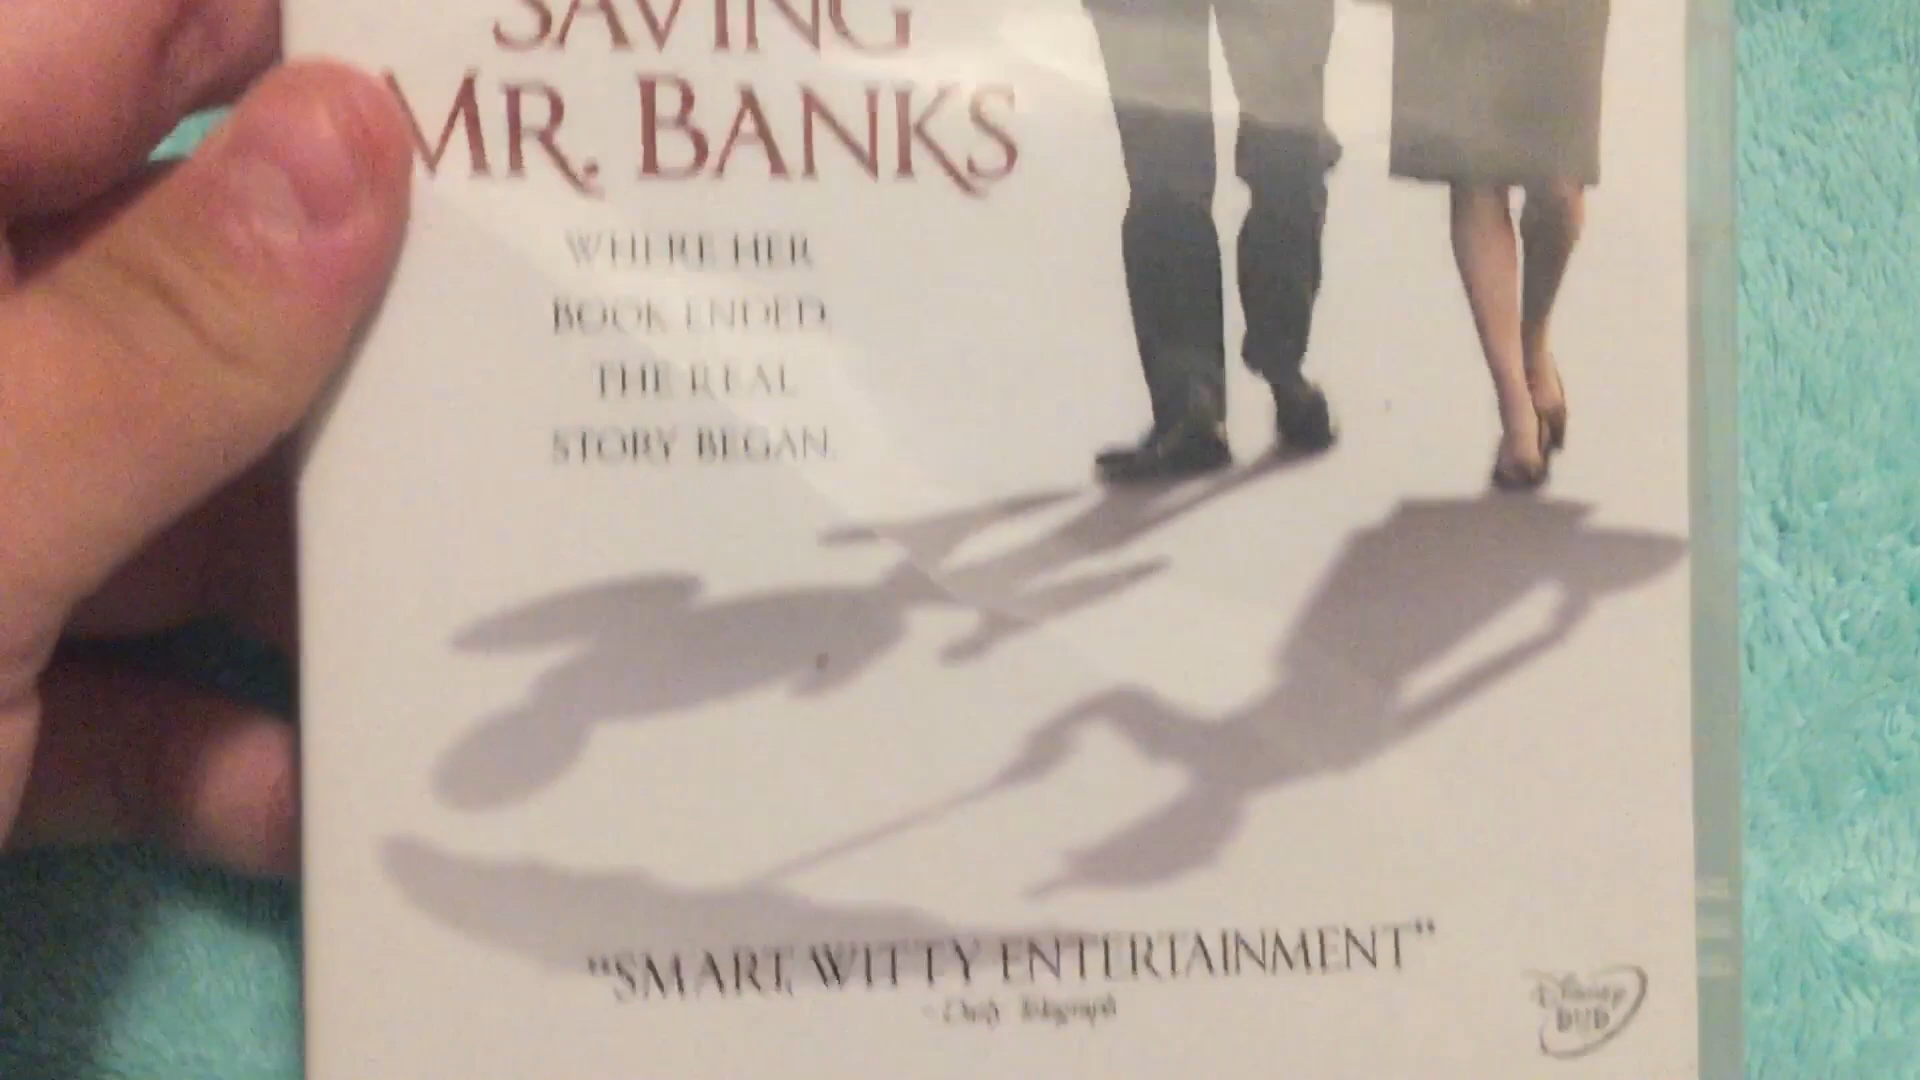 SAVING
MR. BANKS
WHERE HER
BOOK ENDED,
THE REAL
STORY BEGAN.
"SMART, WITTY ENTERTAINMENT"
- Daily Telegraph
Disney
DVD